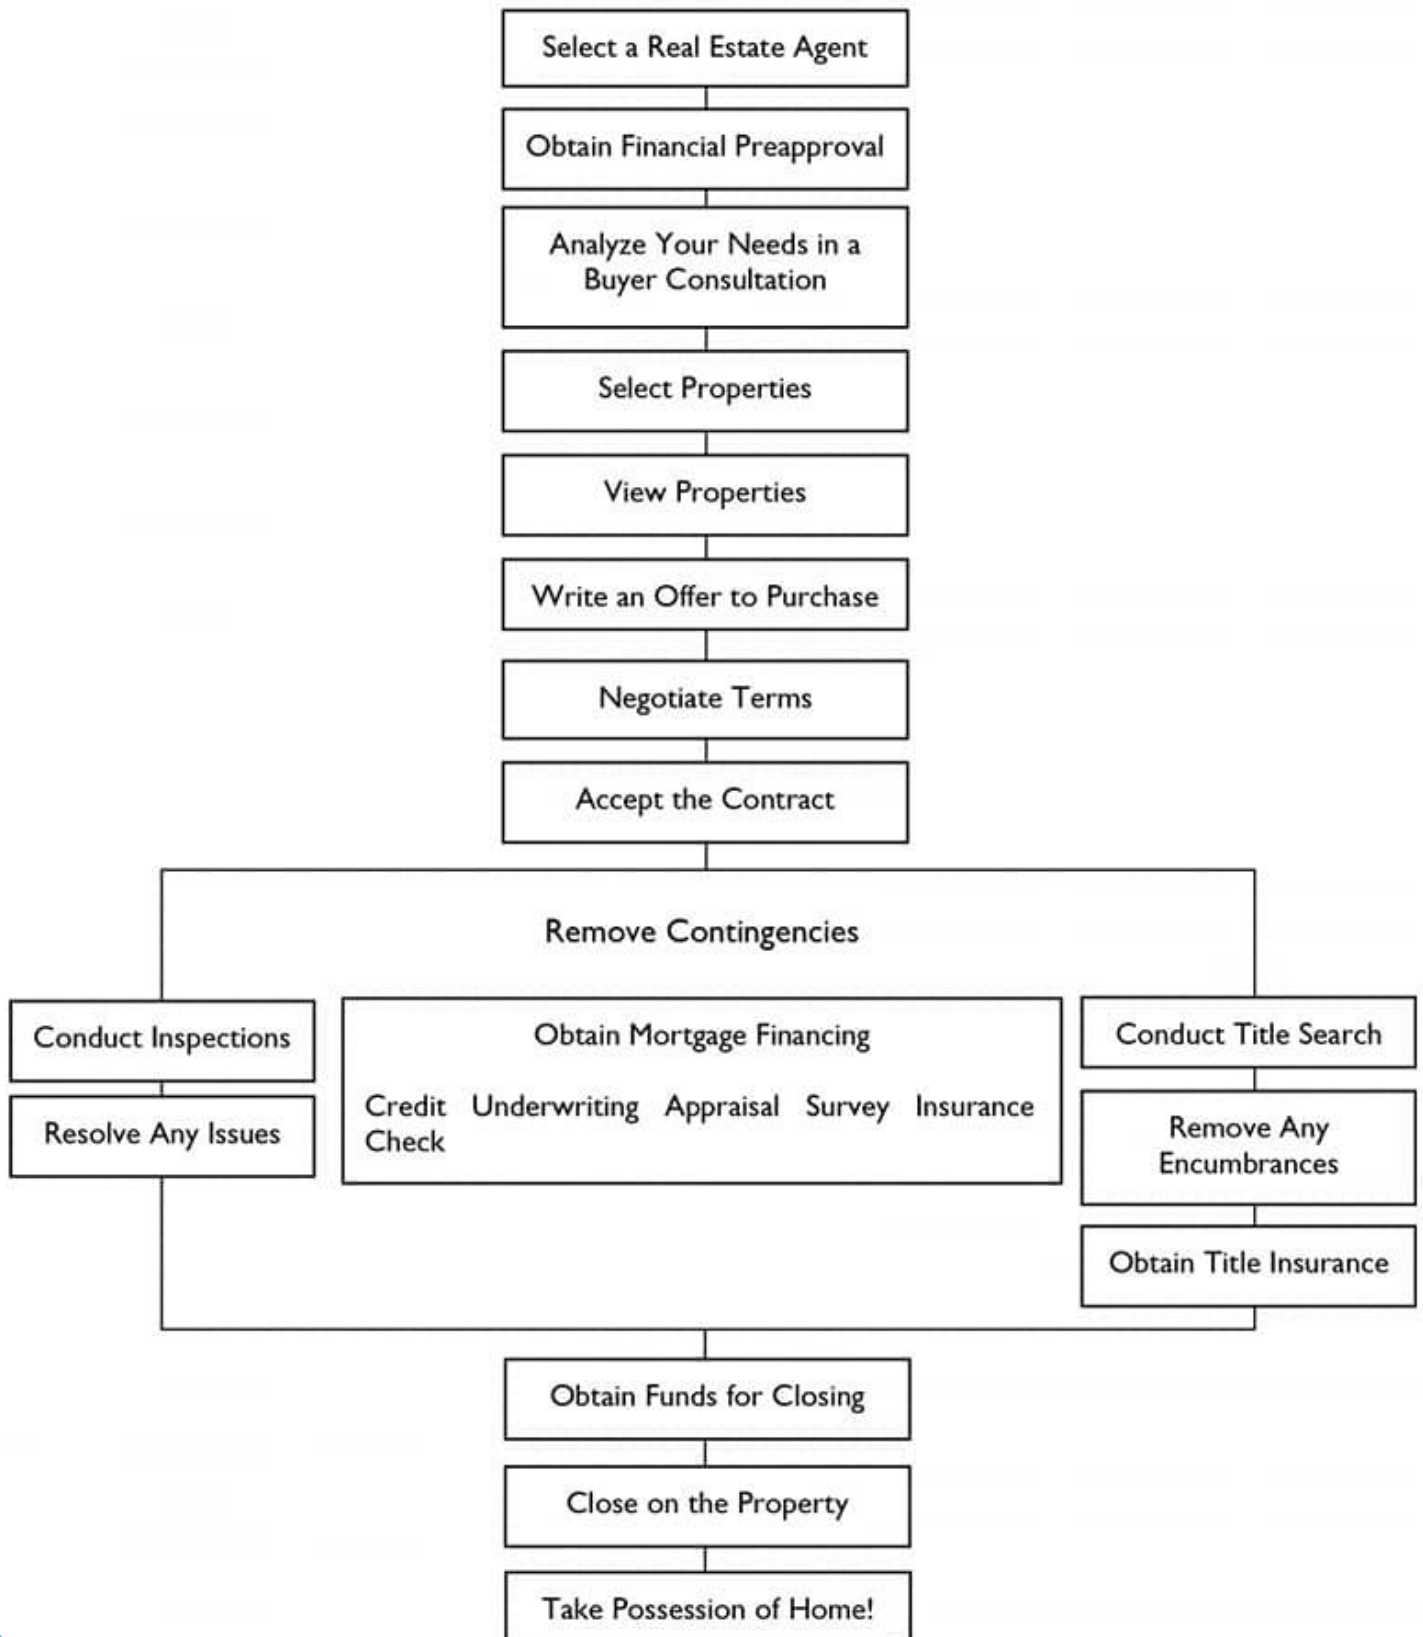 Select a Real Estate Agent
Obtain Financial Preapproval
Analyze Your Needs in a
Buyer Consultation
Select Properties
View Properties
Write an Offer to Purchase
Negotiate Terms
Accept the Contract
Remove Contingencies
Conduct Inspections
Resolve Any Issues
Obtain Mortgage Financing
Credit Underwriting Appraisal Survey Insurance
Check
Conduct Title Search
Remove Any
Encumbrances
Obtain Title Insurance
Obtain Funds for Closing
Close on the Property
Take Possession of Home!